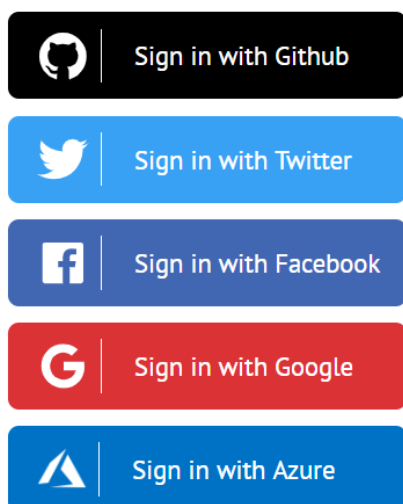 Sign in with Github
Sign in with Twitter
Sign in with Facebook
Sign in with Google
Sign in with Azure